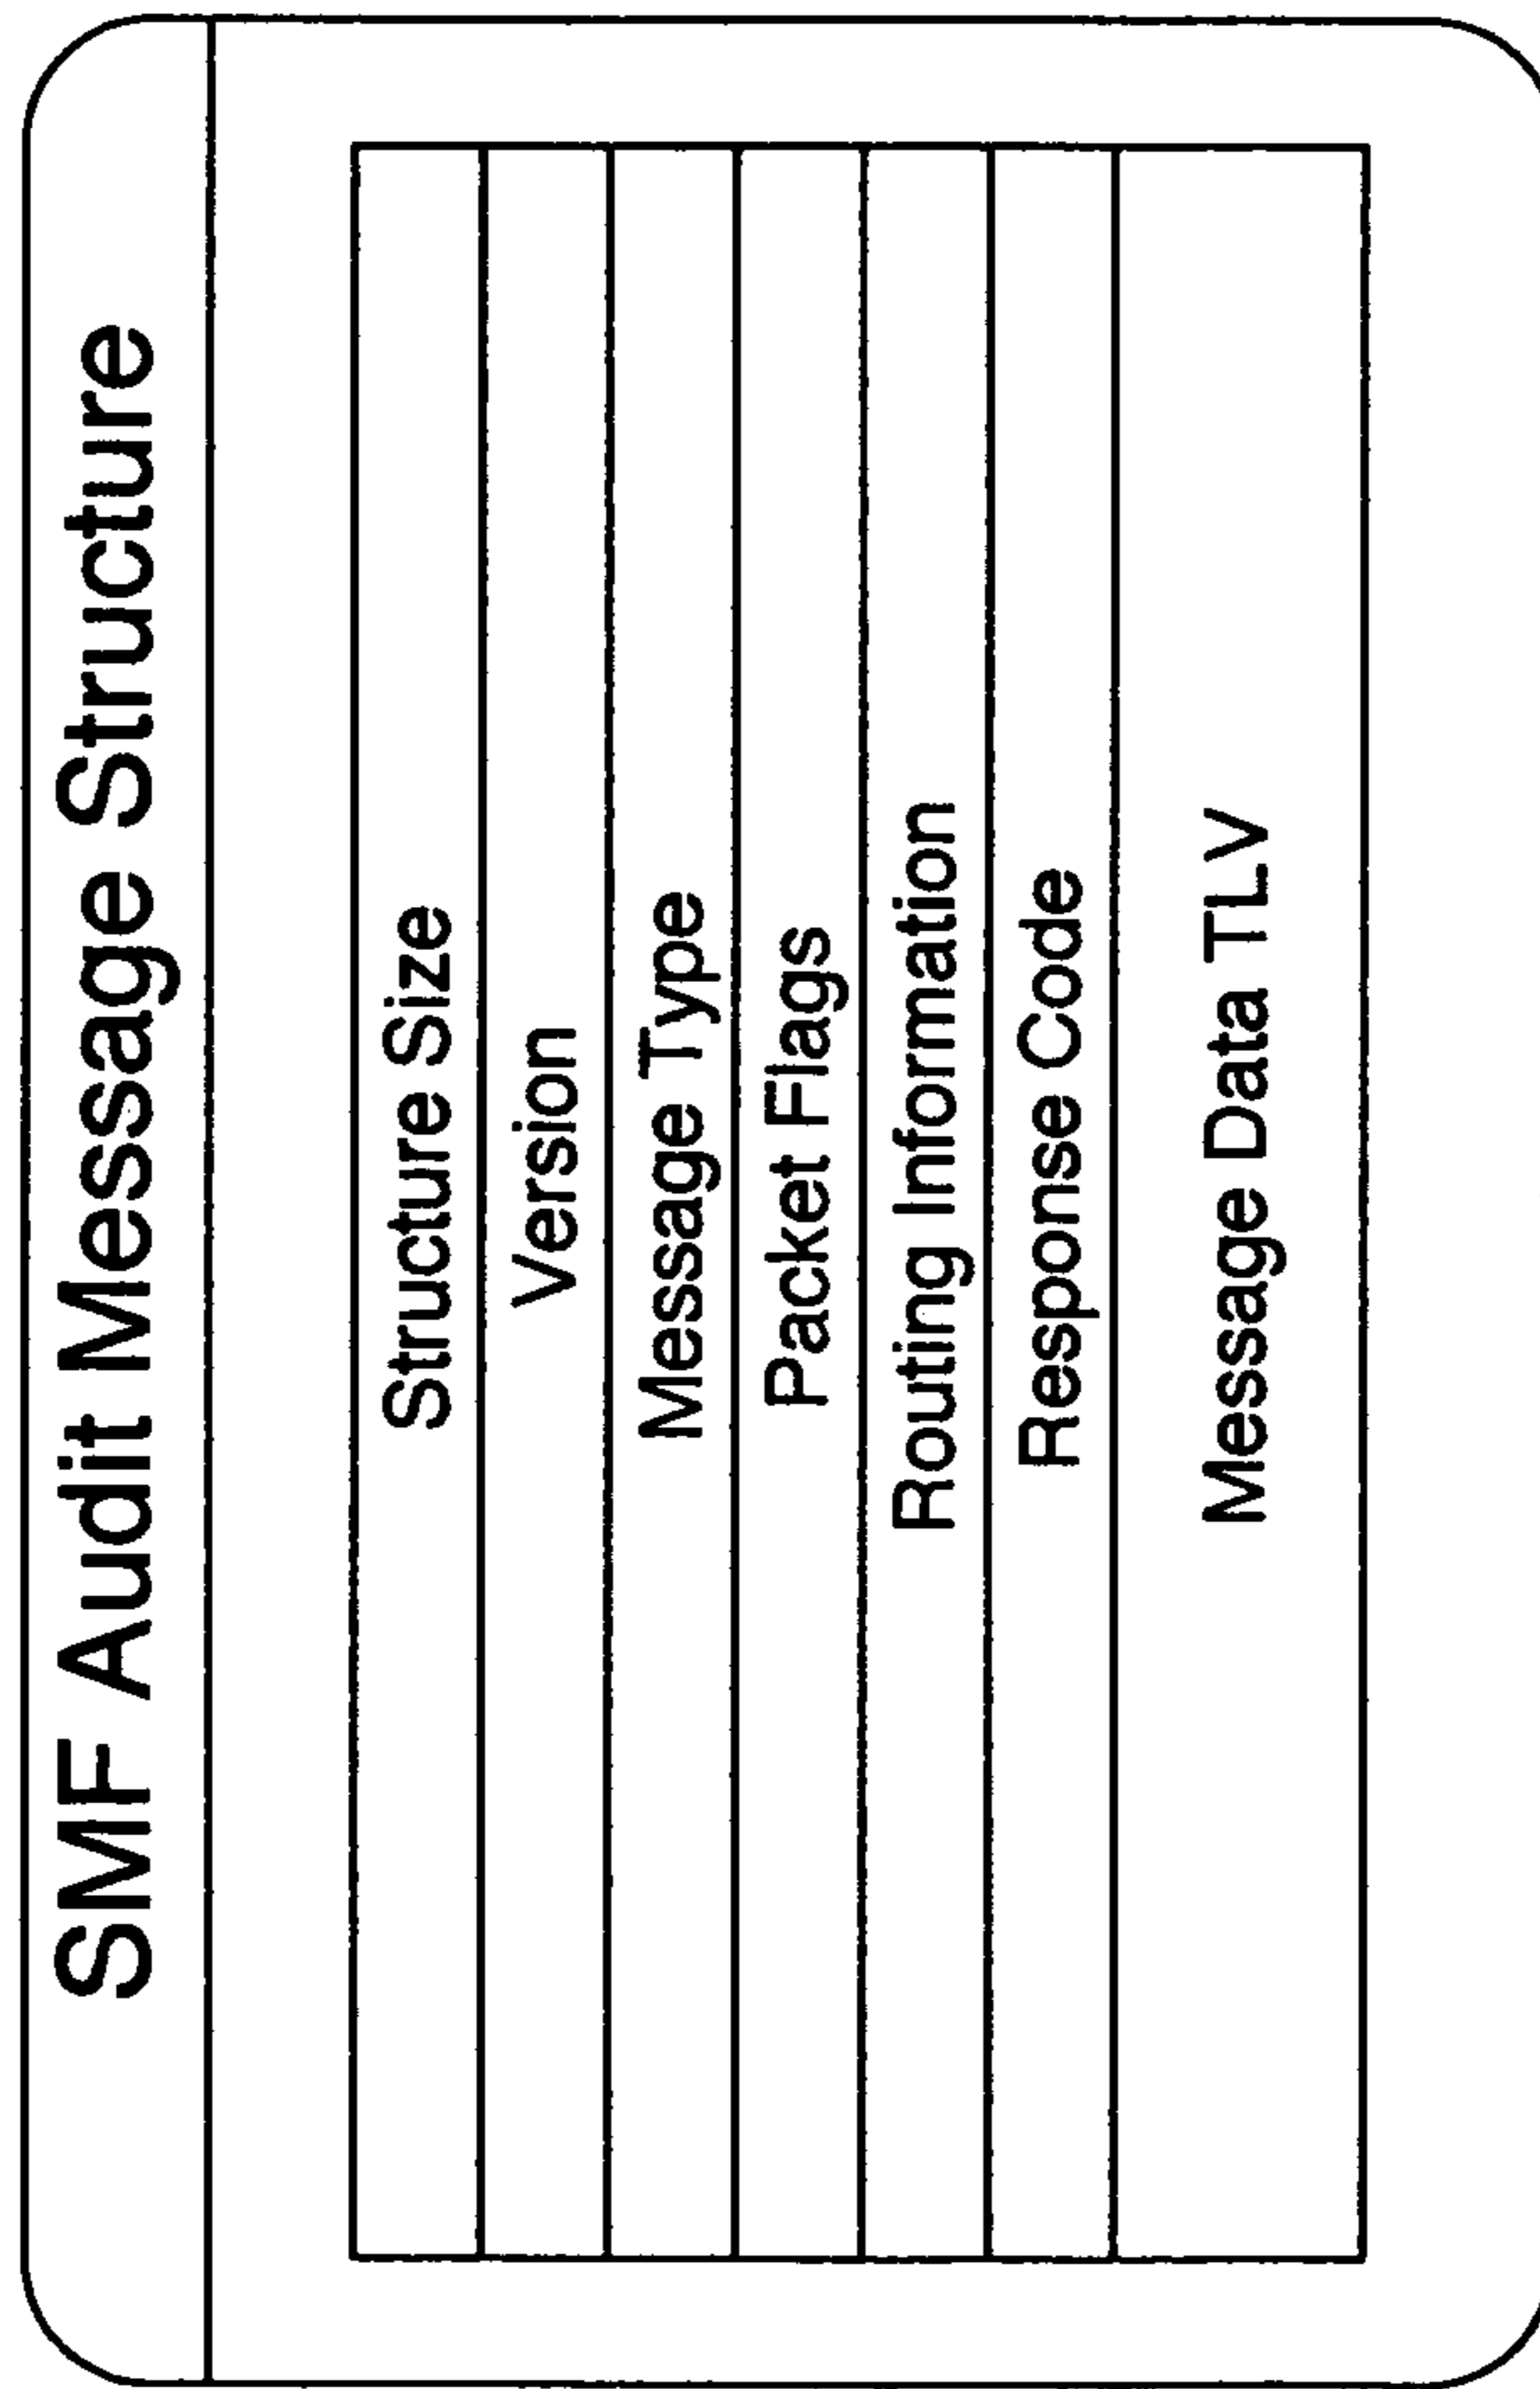 SMF Audit Message Structure
Structure Size
Version
Message Type
Packet Flags
Routing Information
Response Code
Message Data TLV